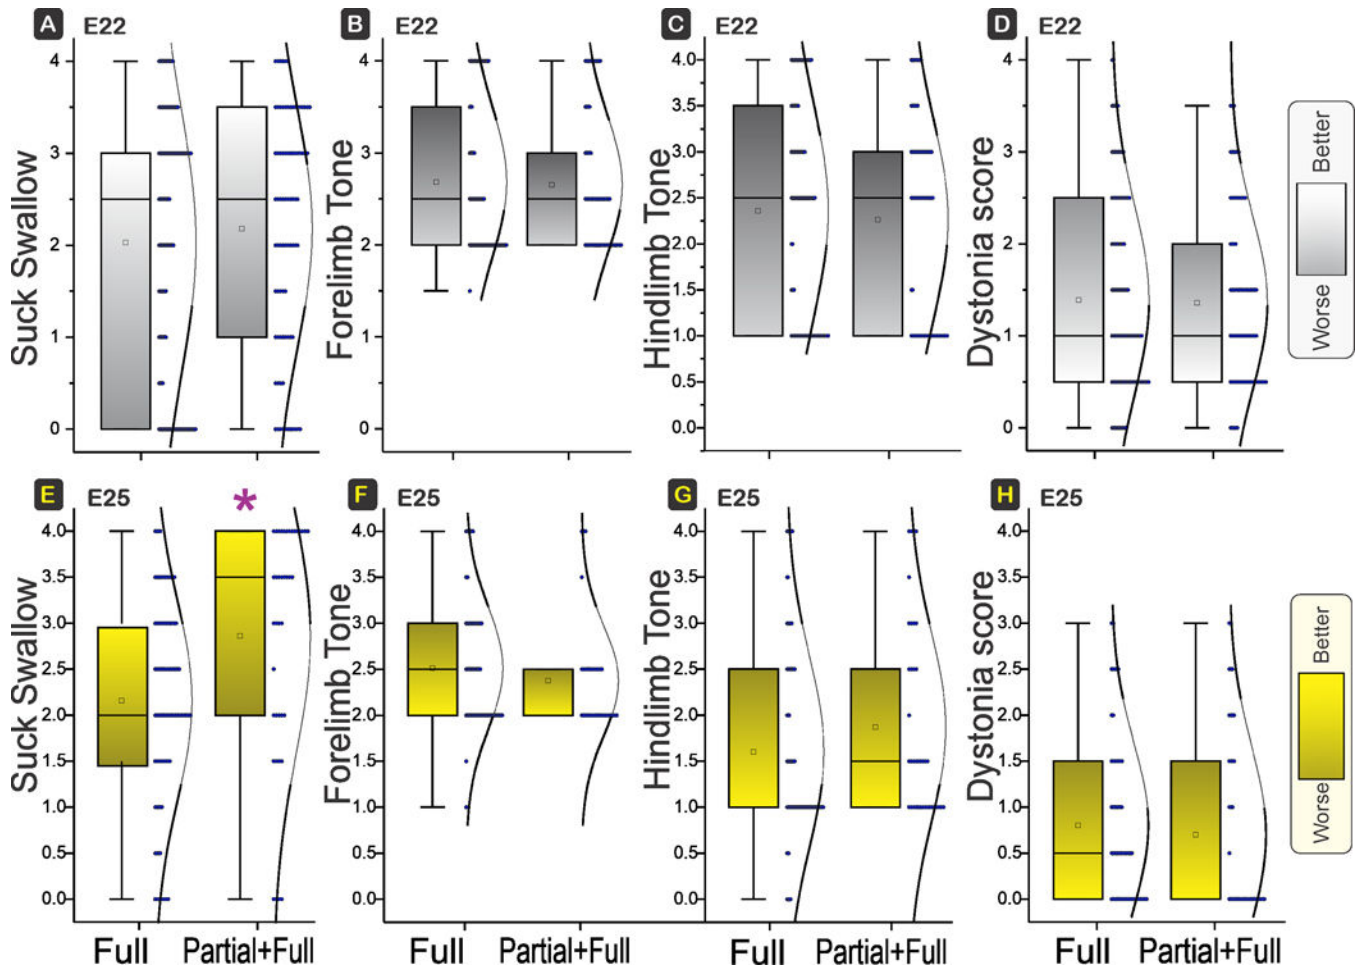 A E22
Suck Swallow
4
3
2
1
0
B E22
Forelimb Tone
4
3
2
1
0
C E22
Hindlimb Tone
4.0
3.5
3.0
2.5
2.0
1.5
1.0
0.5
0.0
D E22
Dystonia score
4
3
2
1
0
Worse Better
E E25
Suck Swallow
4.0
3.5
3.0
2.5
2.0
1.5
1.0
0.5
0.0
*
Full Partial+Full
F E25
Forelimb Tone
4.0
3.5
3.0
2.5
2.0
1.5
1.0
0.5
0.0
Full Partial+Full
G E25
Hindlimb Tone
4.0
3.5
3.0
2.5
2.0
1.5
1.0
0.5
0.0
Full Partial+Full
H E25
Dystonia score
4.0
3.5
3.0
2.5
2.0
1.5
1.0
0.5
0.0
Full Partial+Full
Worse Better